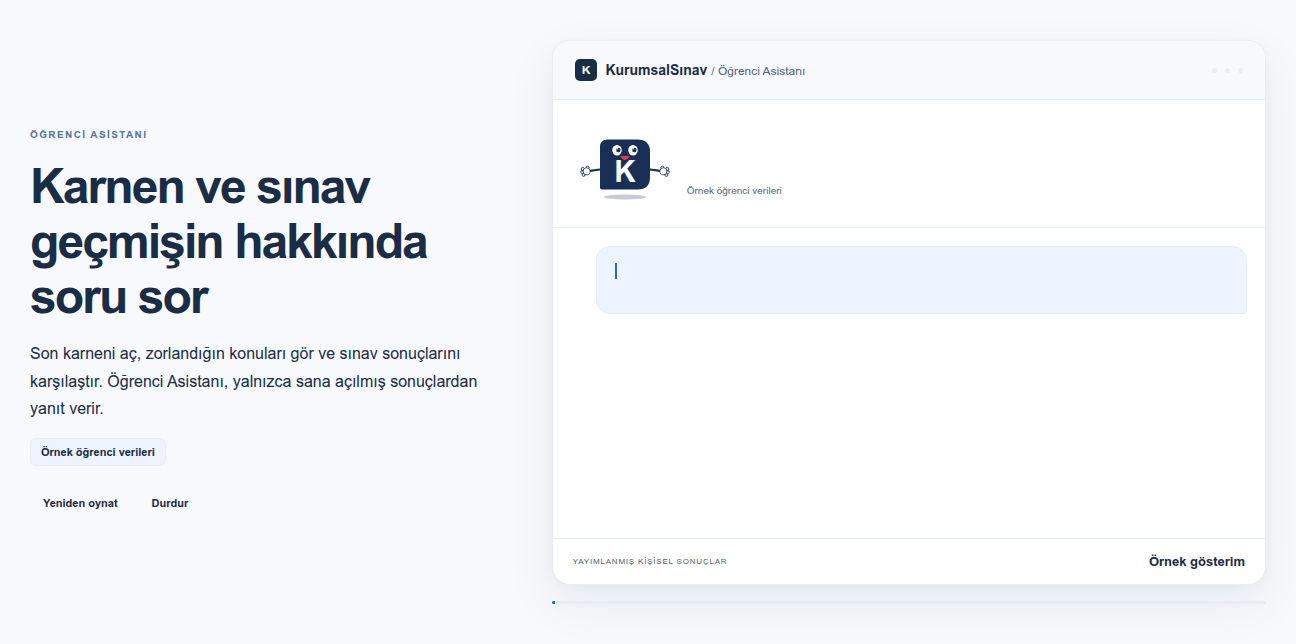 ÖĞRENCİ ASİSTANI
Karnen ve sınav
geçmişin hakkında
soru sor
Son karneni aç, zorlandığın konuları gör ve sınav sonuçlarını
karşılaştır. Öğrenci Asistanı, yalnızca sana açılmış sonuçlardan
yanıt verir.
Örnek öğrenci verileri
Yeniden oynat Durdur
K KurumsalSınav / Öğrenci Asistanı
K
Örnek öğrenci verileri
YAYIMLANMIŞ KİŞİSEL SONUÇLAR
Örnek gösterim